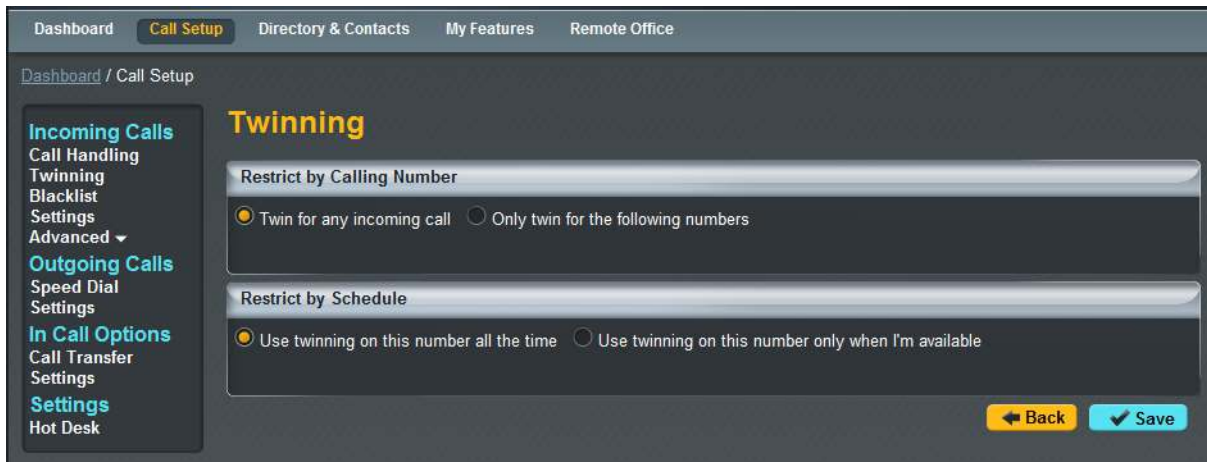 Dashboard Call Setup Directory & Contacts My Features Remote Office
Dashboard / Call Setup
Incoming Calls
Call Handling
Twinning
Blacklist
Settings
Advanced
Outgoing Calls
Speed Dial
Settings
In Call Options
Call Transfer
Settings
Settings
Hot Desk
Twinning
Restrict by Calling Number
Twin for any incoming call Only twin for the following numbers
Restrict by Schedule
Use twinning on this number all the time Use twinning on this number only when I'm available
Back Save